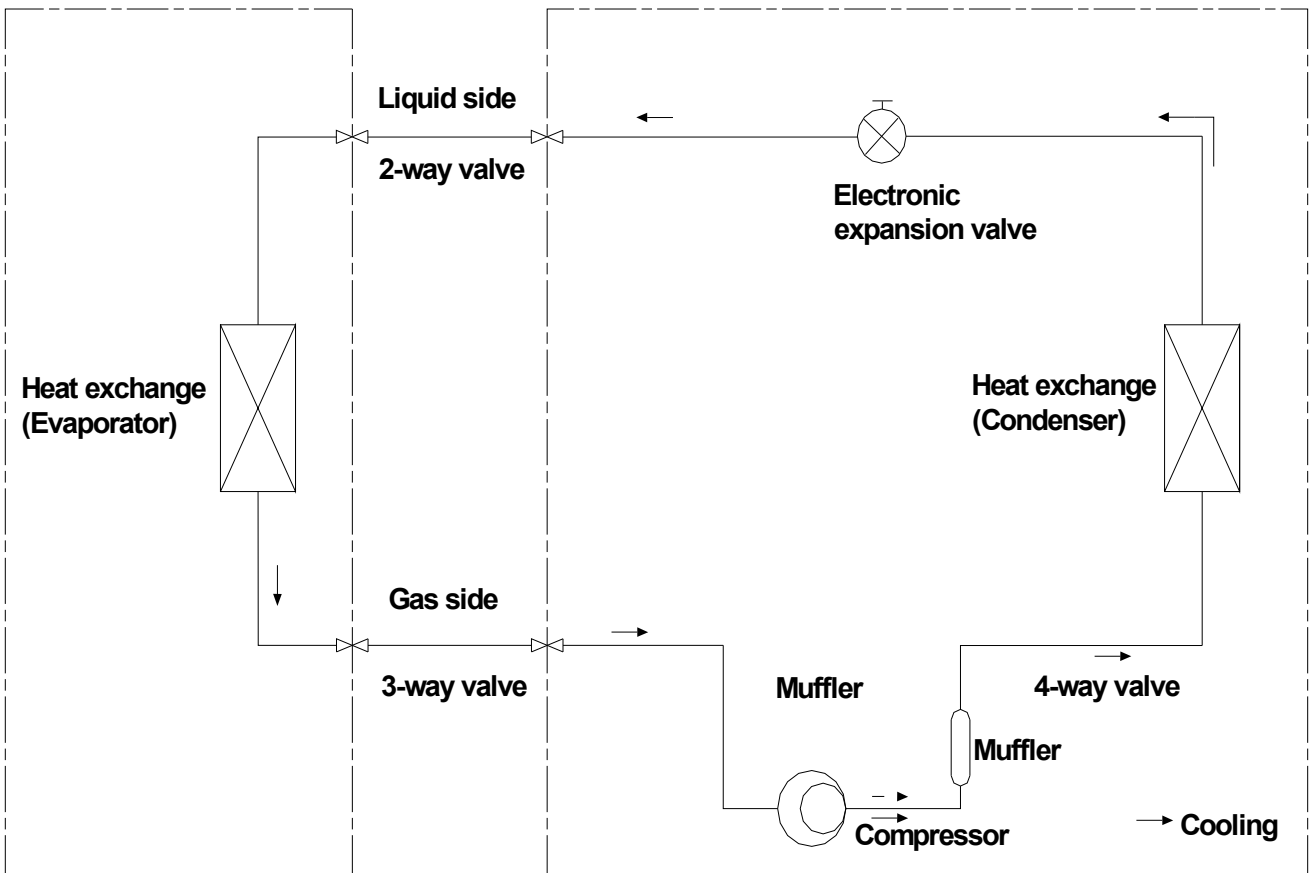 Liquid side
2-way valve
Electronic
expansion valve
Heat exchange
(Evaporator)
Heat exchange
(Condenser)
Gas side
3-way valve
Muffler
4-way valve
Muffler
Compressor
Cooling